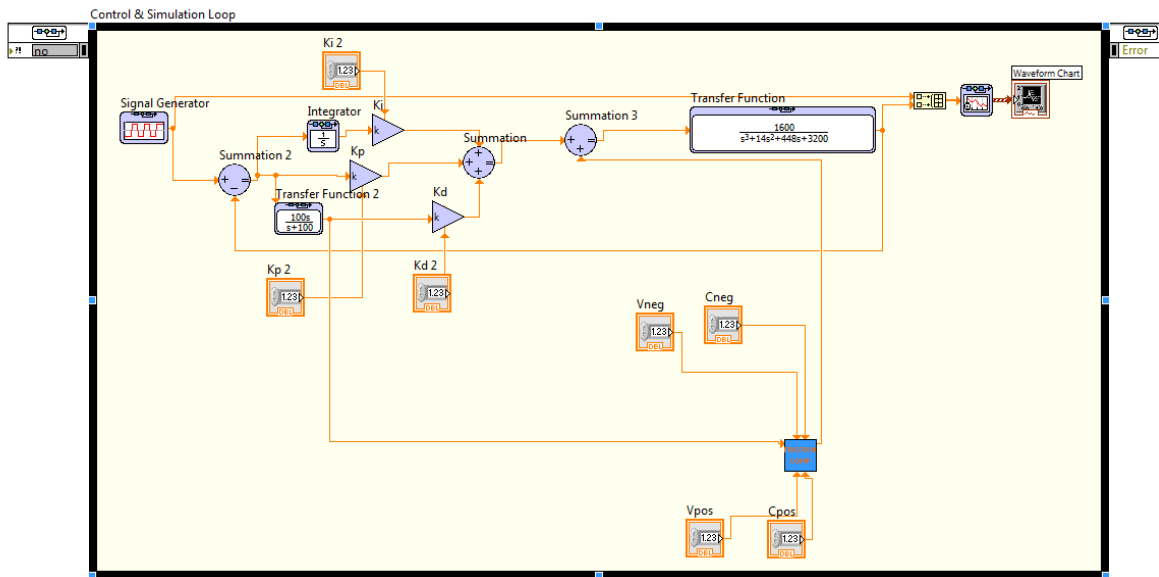 Control & Simulation Loop
?! no
Error
Ki 2
1.23
DBL
Waveform Chart
Signal Generator
Integrator
1
s
Ki
k
Transfer Function
1600
s³+14s²+448s+3200
Summation 3
Summation
Summation 2
Kp
k
Transfer Function 2
100s
s+100
Kd
k
Kp 2
1.23
DBL
Kd 2
1.23
DBL
Vneg
1.23
DBL
Cneg
1.23
DBL
Vpos
1.23
DBL
Cpos
1.23
DBL